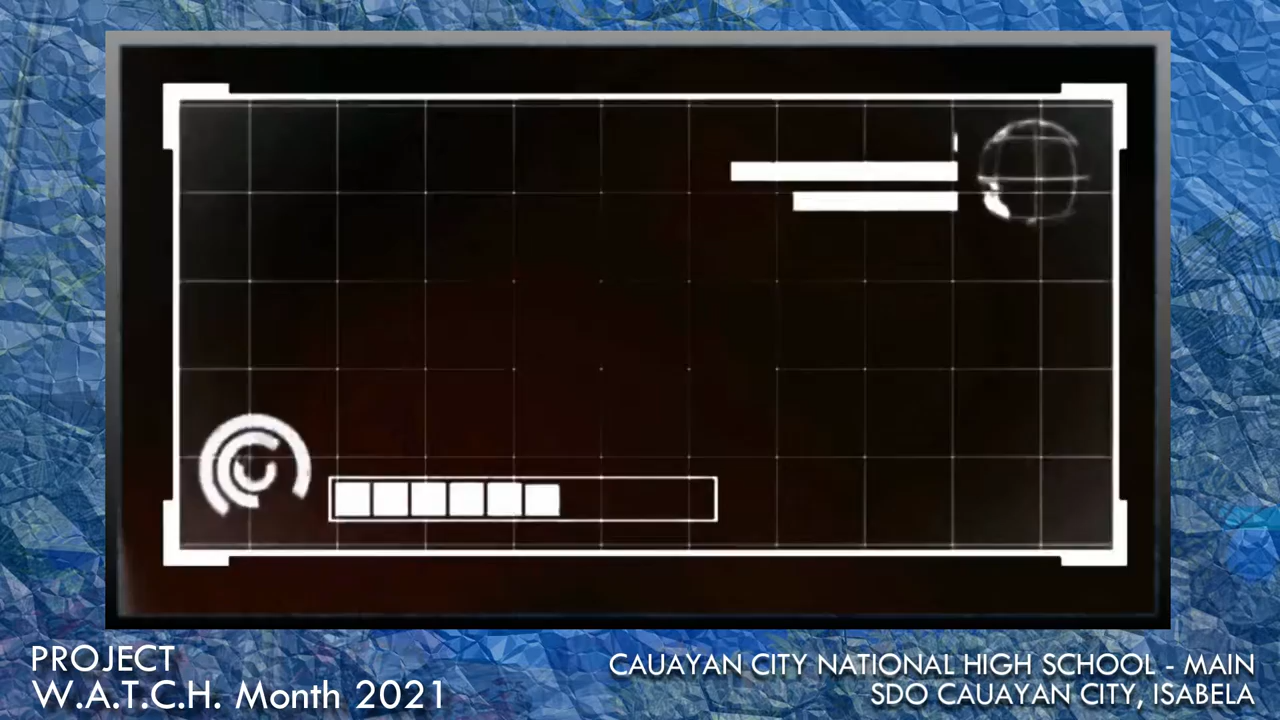 PROJECT
W.A.T.C.H. Month 2021
CAUAYAN CITY NATIONAL HIGH SCHOOL - MAIN
SDO CAUAYAN CITY, ISABELA